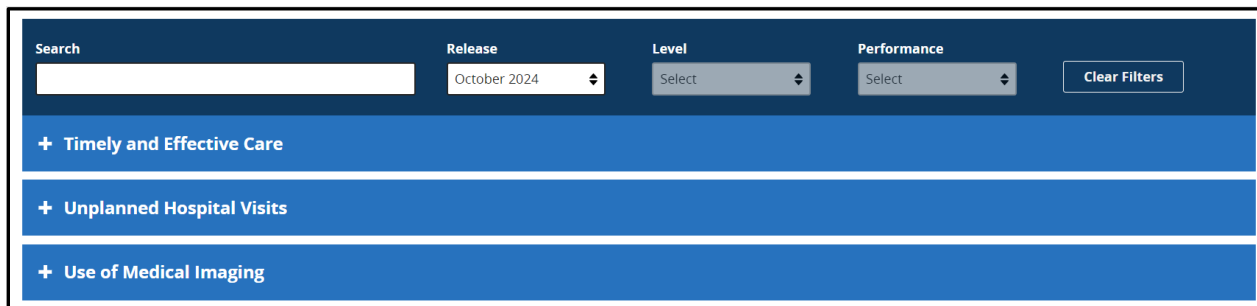 Search Release Level Performance
October 2024 Select Select Clear Filters
+ Timely and Effective Care
+ Unplanned Hospital Visits
+ Use of Medical Imaging